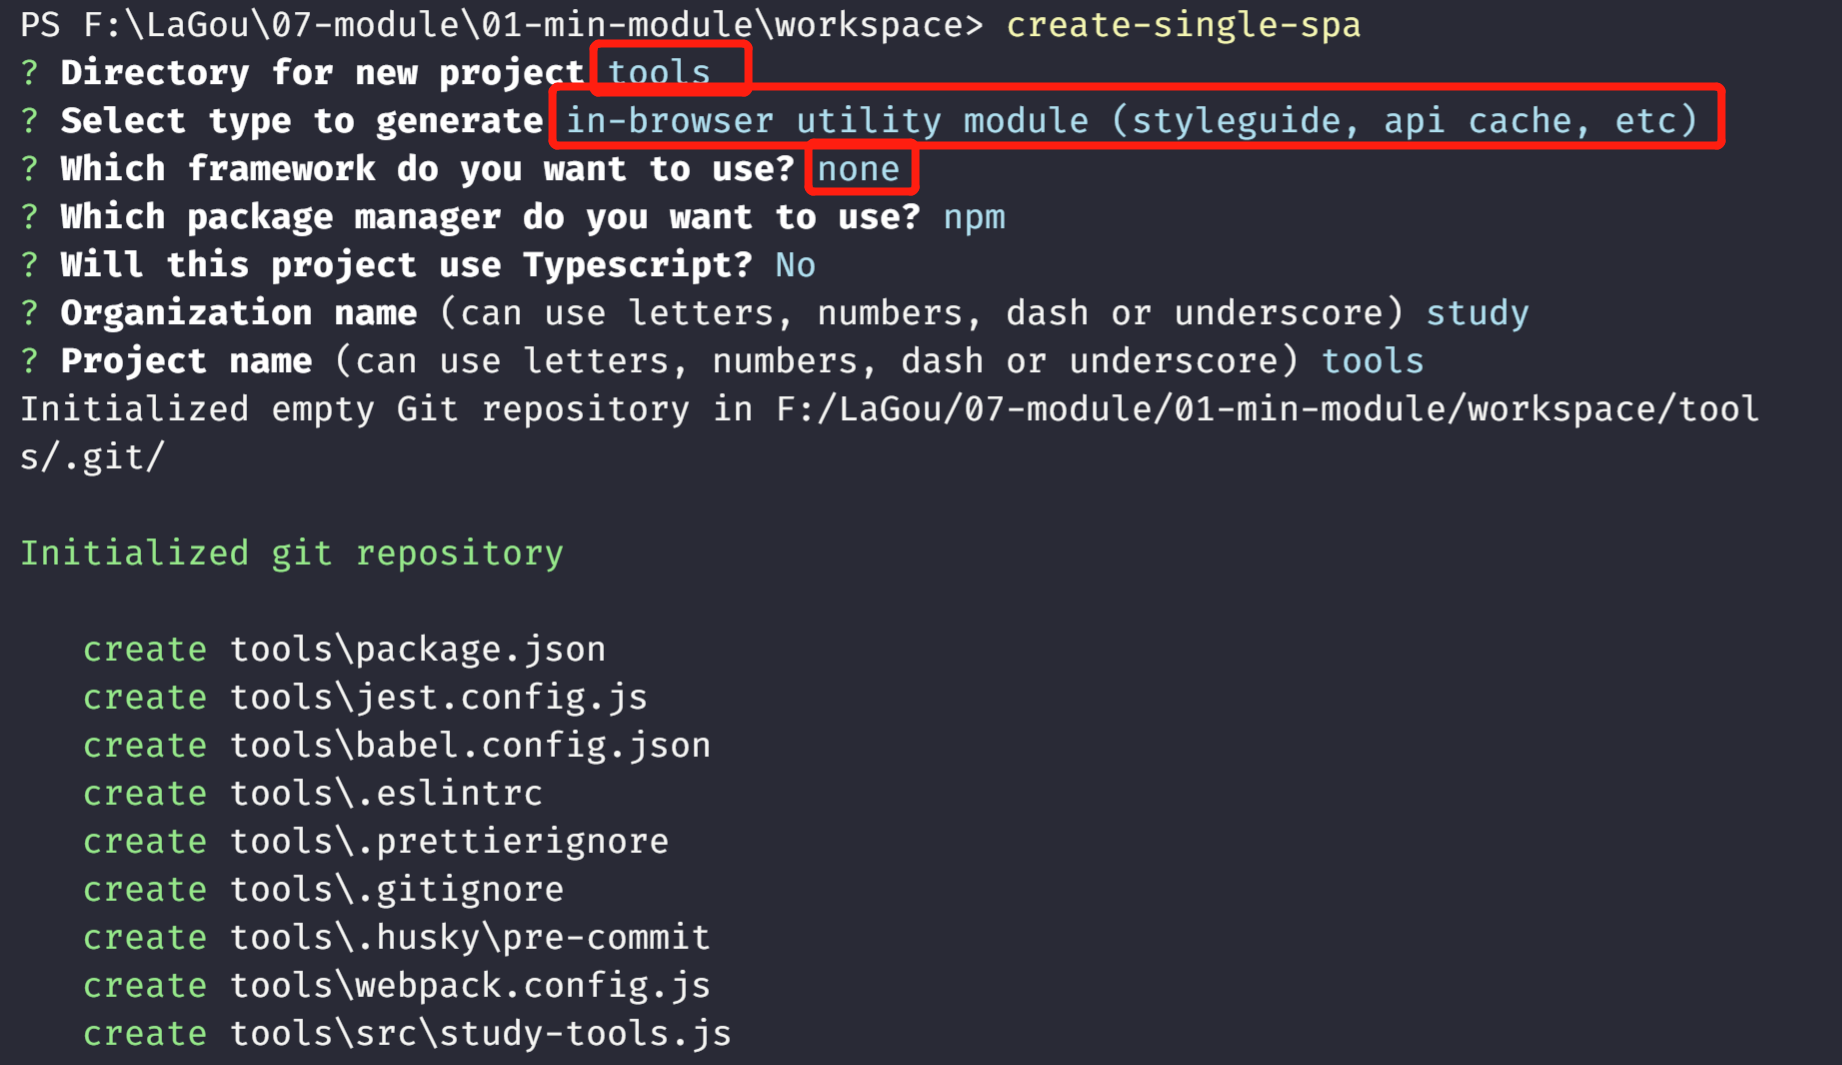 PS F:\LaGou\07-module\01-min-module\workspace> create-single-spa
? Directory for new project tools
? Select type to generate in-browser utility module (styleguide, api cache, etc)
? Which framework do you want to use? none
? Which package manager do you want to use? npm
? Will this project use Typescript? No
? Organization name (can use letters, numbers, dash or underscore) study
? Project name (can use letters, numbers, dash or underscore) tools
Initialized empty Git repository in F:/LaGou/07-module/01-min-module/workspace/tool
s/.git/
Initialized git repository
create tools\package.json
create tools\jest.config.js
create tools\babel.config.json
create tools\.eslintrc
create tools\.prettierignore
create tools\.gitignore
create tools\.husky\pre-commit
create tools\webpack.config.js
create tools\src\study-tools.js